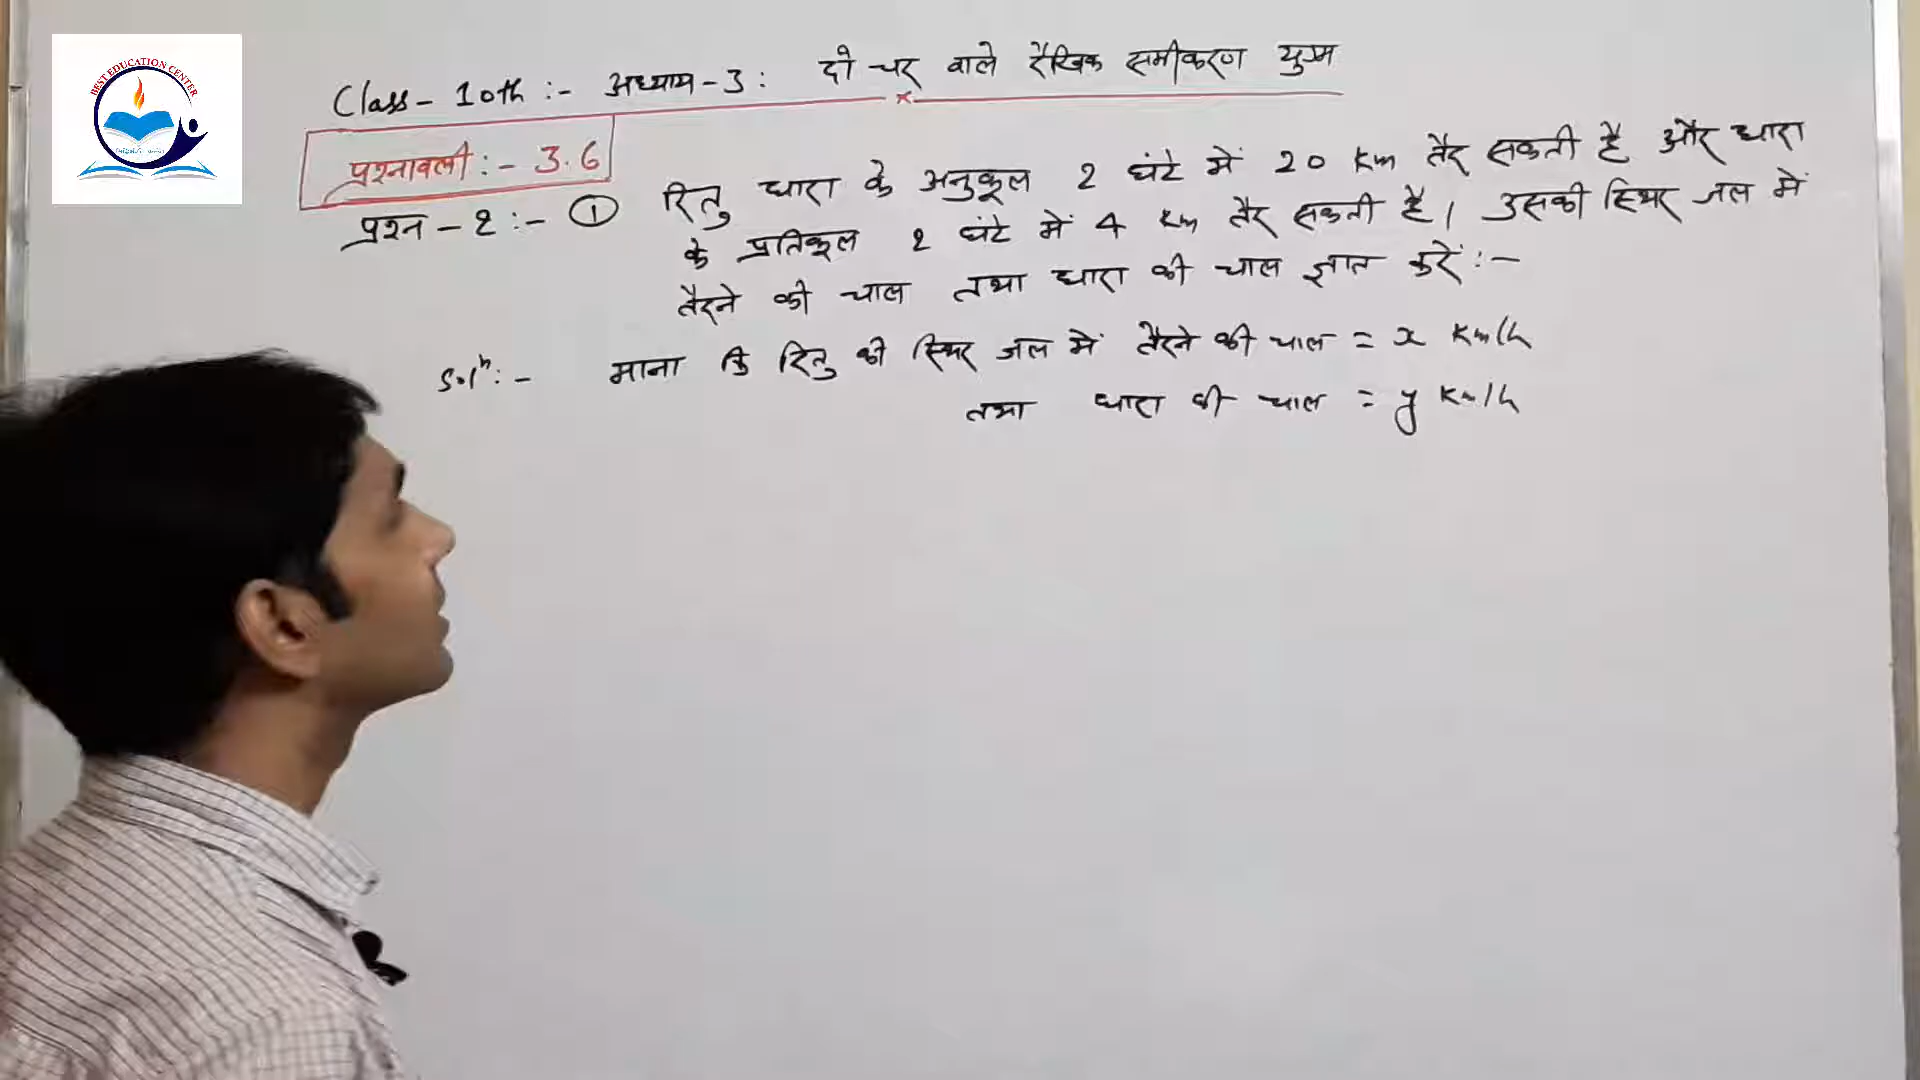 BEST EDUCATION CENTER
Class - 10th :- अध्याय - 3 : दो चर वाले रैखिक समीकरण युग्म
प्रश्नावली :- 3.6
प्रश्न - 2 :- ① रितु धारा के अनुकूल 2 घंटे में 20 Km तैर सकती है और धारा
के प्रतिकूल 2 घंटे में 4 Km तैर सकती है। उसकी स्थिर जल में
तैरने की चाल तथा धारा की चाल ज्ञात करें :-
Solⁿ :- माना कि रितु की स्थिर जल में तैरने की चाल = x Km/h
तथा धारा की चाल = y Km/h